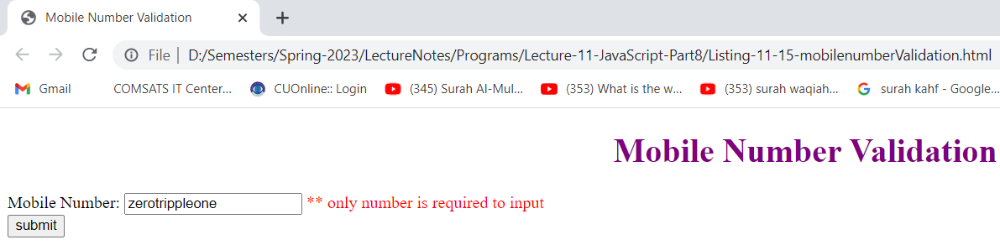 Mobile Number Validation
File | D:/Semesters/Spring-2023/LectureNotes/Programs/Lecture-11-JavaScript-Part8/Listing-11-15-mobilenumberValidation.html
Gmail COMSATS IT Center... CUOnline:: Login (345) Surah Al-Mul... (353) What is the w... (353) surah waqiah... surah kahf - Google...
Mobile Number Validation
Mobile Number: zerotrippleone ** only number is required to input
submit